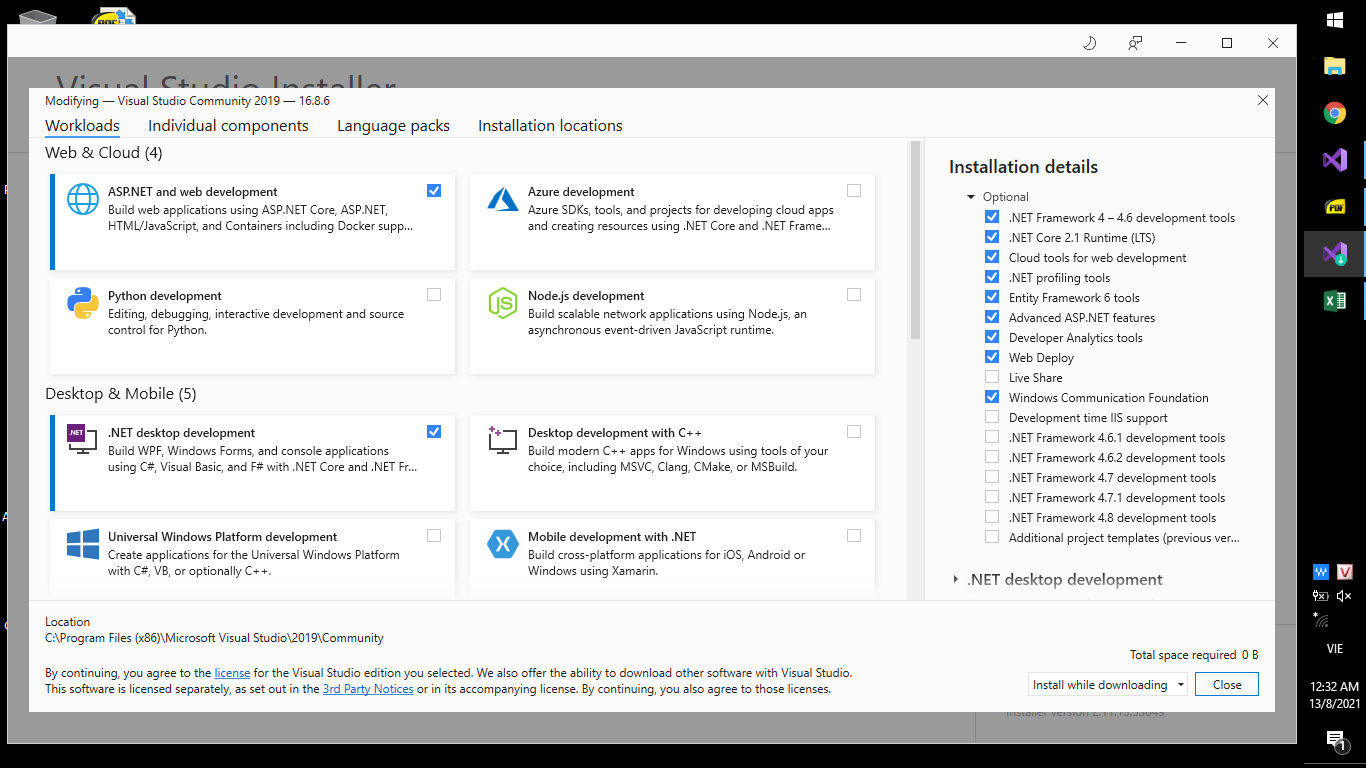 Visual Studio Installer
Modifying — Visual Studio Community 2019 — 16.8.6
Workloads
Individual components
Language packs
Installation locations
Web & Cloud (4)
ASP.NET and web development
Build web applications using ASP.NET Core, ASP.NET,
HTML/JavaScript, and Containers including Docker supp...
Azure development
Azure SDKs, tools, and projects for developing cloud apps
and creating resources using .NET Core and .NET Frame...
Python development
Editing, debugging, interactive development and source
control for Python.
Node.js development
Build scalable network applications using Node.js, an
asynchronous event-driven JavaScript runtime.
Desktop & Mobile (5)
.NET
.NET desktop development
Build WPF, Windows Forms, and console applications
using C#, Visual Basic, and F# with .NET Core and .NET Fr...
Desktop development with C++
Build modern C++ apps for Windows using tools of your
choice, including MSVC, Clang, CMake, or MSBuild.
Universal Windows Platform development
Create applications for the Universal Windows Platform
with C#, VB, or optionally C++.
Mobile development with .NET
Build cross-platform applications for iOS, Android or
Windows using Xamarin.
Installation details
Optional
.NET Framework 4 – 4.6 development tools
.NET Core 2.1 Runtime (LTS)
Cloud tools for web development
.NET profiling tools
Entity Framework 6 tools
Advanced ASP.NET features
Developer Analytics tools
Web Deploy
Live Share
Windows Communication Foundation
Development time IIS support
.NET Framework 4.6.1 development tools
.NET Framework 4.6.2 development tools
.NET Framework 4.7 development tools
.NET Framework 4.7.1 development tools
.NET Framework 4.8 development tools
Additional project templates (previous ver...
.NET desktop development
Location
C:\Program Files (x86)\Microsoft Visual Studio\2019\Community
By continuing, you agree to the license for the Visual Studio edition you selected. We also offer the ability to download other software with Visual Studio.
This software is licensed separately, as set out in the 3rd Party Notices or in its accompanying license. By continuing, you also agree to those licenses.
Total space required 0 B
Install while downloading
Close
PDF
VIE
12:32 AM
13/8/2021
1